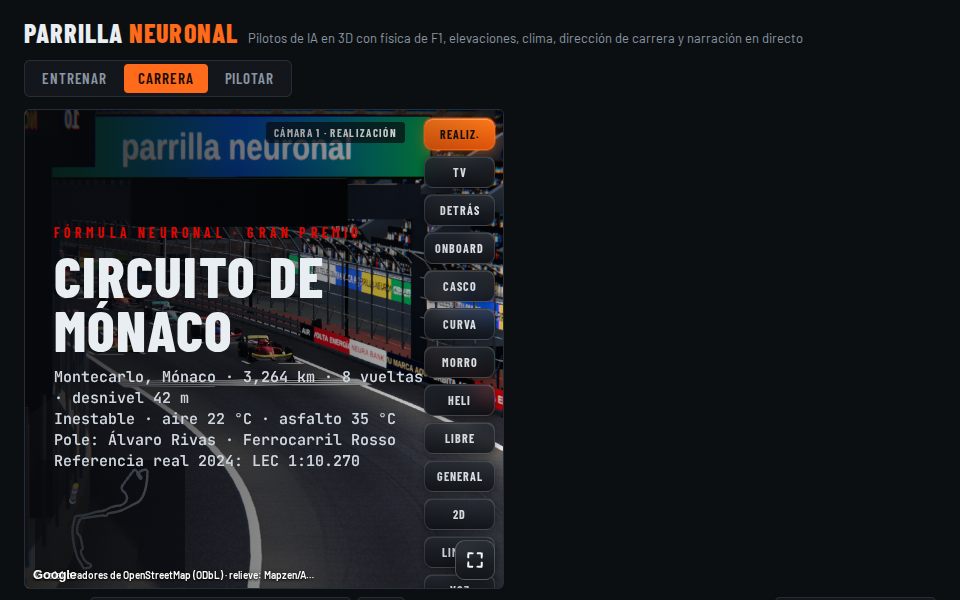 PARRILLA NEURONAL Pilotos de IA en 3D con física de F1, elevaciones, clima, dirección de carrera y narración en directo
ENTRENAR CARRERA PILOTAR
CÁMARA 1 · REALIZACIÓN
parrilla neuronal
REALIZ.
TV
DETRÁS
ONBOARD
CASCO
CURVA
MORRO
HELI
LIBRE
GENERAL
2D
FÓRMULA NEURONAL · GRAN PREMIO
CIRCUITO DE
MÓNACO
Montecarlo, Mónaco · 3,264 km · 8 vueltas
· desnivel 42 m
Inestable · aire 22 °C · asfalto 35 °C
Pole: Álvaro Rivas · Ferrocarril Rosso
Referencia real 2024: LEC 1:10.270
NEURA BANK
Google
de OpenStreetMap (ODbL) · relieve: Mapzen/A...